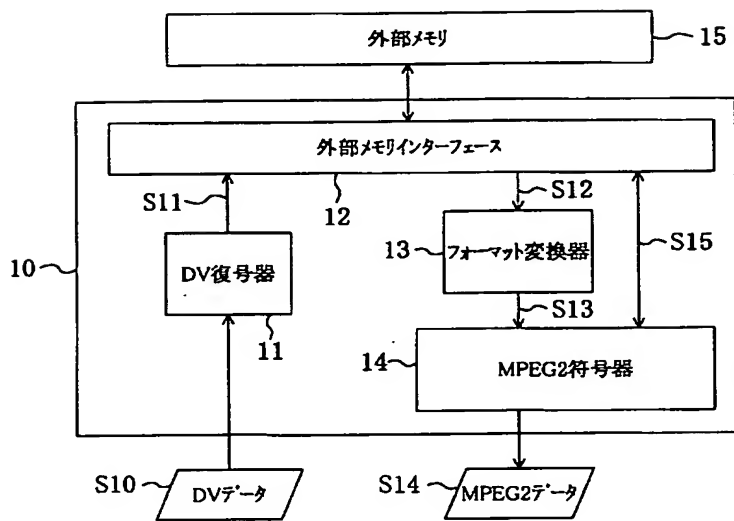 外部メモリ
15
外部メモリインターフェース
S11
12
S12
10
DV復号器
13
フォーマット変換器
S15
11
S13
14
MPEG2符号器
S10
DVデータ
S14
MPEG2データ